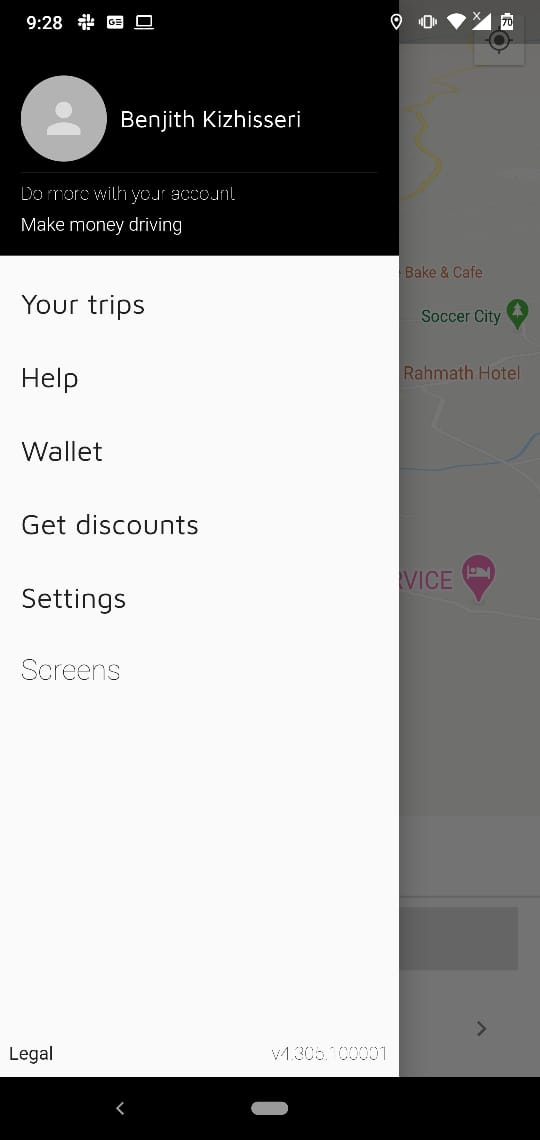 9:28
GE
x
70
Benjith Kizhisseri
Do more with your account
Make money driving
Your trips
Bake & Cafe
Soccer City
Help
Rahmath Hotel
Wallet
Get discounts
RVICE
Settings
Screens
Legal
v4.305.100001